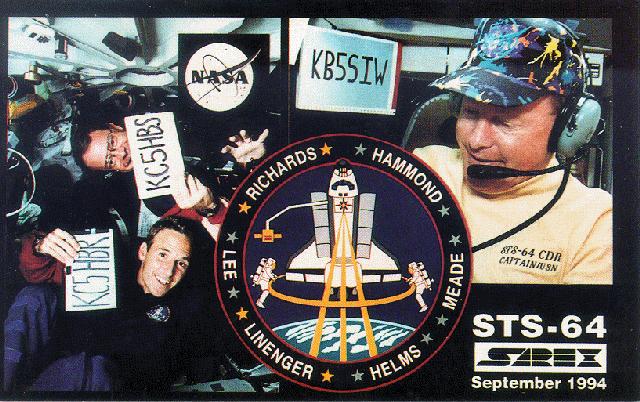 NASA
KB5SIW
KC5HBS
KC5HBR
RICHARDS
HAMMOND
LEE
MEADE
LINENGER
HELMS
STS-64 CDR
CAPTAIN/USN
STS-64
SAREX
September 1994